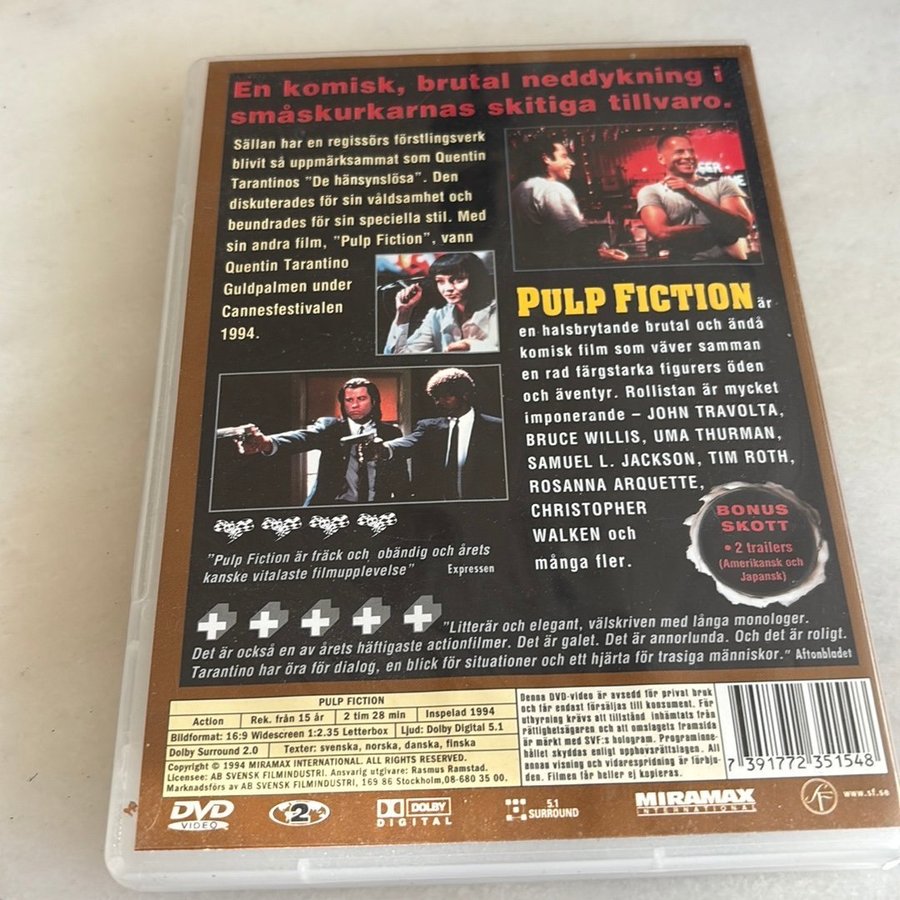 En komisk, brutal neddykning i
småskurkarnas skitiga tillvaro.
Sällan har en regissörs förstlingsverk
blivit så uppmärksammat som Quentin
Tarantinos "De hänsynslösa". Den
diskuterades för sin våldsamhet och
beundrades för sin speciella stil. Med
sin andra film, "Pulp Fiction", vann
Quentin Tarantino
Guldpalmen under
Cannesfestivalen
1994.
PULP FICTION är
en halsbrytande brutal och ändå
komisk film som väver samman
en rad färgstarka figurers öden
och äventyr. Rollistan är mycket
imponerande – JOHN TRAVOLTA,
BRUCE WILLIS, UMA THURMAN,
SAMUEL L. JACKSON, TIM ROTH,
ROSANNA ARQUETTE,
CHRISTOPHER
WALKEN och
många fler.
BONUS
SKOTT
• 2 trailers
(Amerikansk och
Japansk)
"Pulp Fiction är fräck och obändig och årets
kanske vitalaste filmupplevelse" Expressen
"Litterär och elegant, välskriven med långa monologer.
Det är också en av årets häftigaste actionfilmer. Det är galet. Det är annorlunda. Och det är roligt.
Tarantino har öra för dialog, en blick för situationer och ett hjärta för trasiga människor." Aftonbladet
PULP FICTION
Action Rek. från 15 år 2 tim 28 min Inspelad 1994
Bildformat: 16:9 Widescreen 1:2.35 Letterbox Ljud: Dolby Digital 5.1
Dolby Surround 2.0 Texter: svenska, norska, danska, finska
Copyright © 1994 MIRAMAX INTERNATIONAL. ALL RIGHTS RESERVED.
Licensee: AB SVENSK FILMINDUSTRI. Ansvarig utgivare: Rasmus Ramstad.
Marknadsförs av AB SVENSK FILMINDUSTRI, 169 86 Stockholm, 08-680 35 00.
Denna DVD-video är avsedd för privat bruk
och får endast försäljas till konsument. För
uthyrning krävs att tillstånd inhämtats från
rättighetsägaren och att omslagets framsida
är märkt med SVF:s hologram. Programinne-
hållet skyddas enligt upphovsrättslagen. All
annan visning och vidarespridning är förbju-
den. Filmen får heller ej kopieras.
7 391772 351548
DVD
VIDEO
2
DOLBY
DIGITAL
5.1
SURROUND
MIRAMAX
INTERNATIONAL
SF
www.sf.se